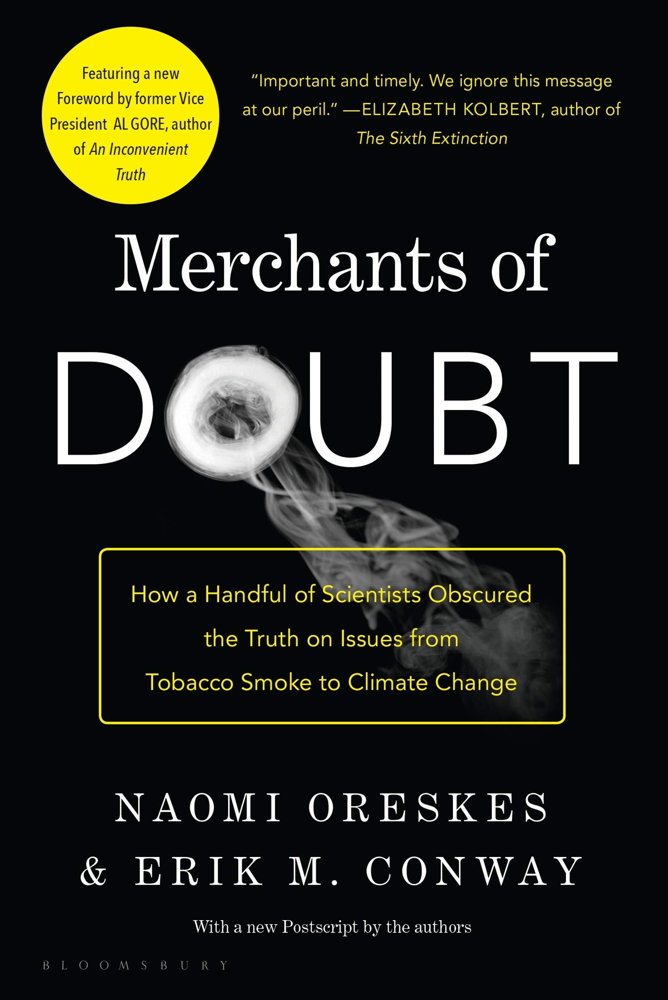 Featuring a new
Foreword by former Vice
President AL GORE, author
of An Inconvenient
Truth
“Important and timely. We ignore this message
at our peril.” —ELIZABETH KOLBERT, author of
The Sixth Extinction
Merchants of
DOUBT
How a Handful of Scientists Obscured
the Truth on Issues from
Tobacco Smoke to Climate Change
NAOMI ORESKES
& ERIK M. CONWAY
With a new Postscript by the authors
BLOOMSBURY